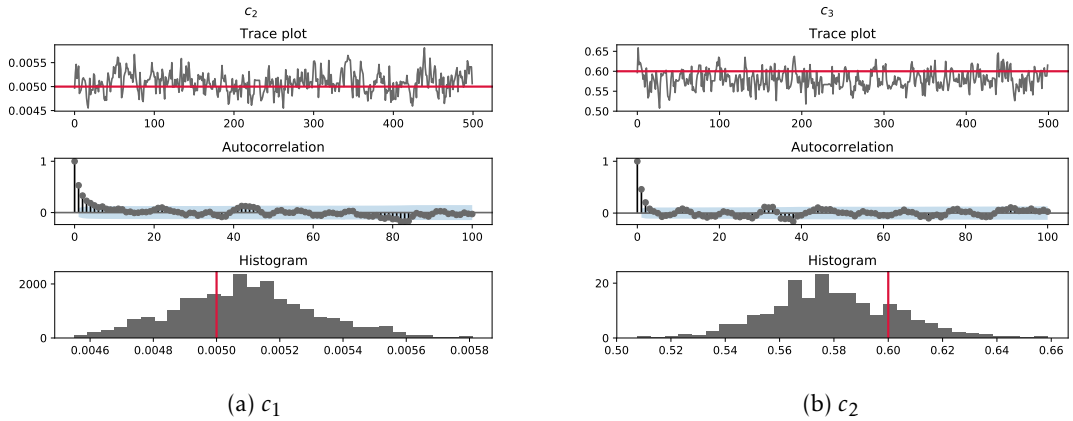 c2
Trace plot
0.0055
0.0050
0.0045
0 100 200 300 400 500
Autocorrelation
1
0
0 20 40 60 80 100
Histogram
2000
0
0.0046 0.0048 0.0050 0.0052 0.0054 0.0056 0.0058
(a) c1
c3
Trace plot
0.65
0.60
0.55
0.50
0 100 200 300 400 500
Autocorrelation
1
0
0 20 40 60 80 100
Histogram
20
0
0.50 0.52 0.54 0.56 0.58 0.60 0.62 0.64 0.66
(b) c2